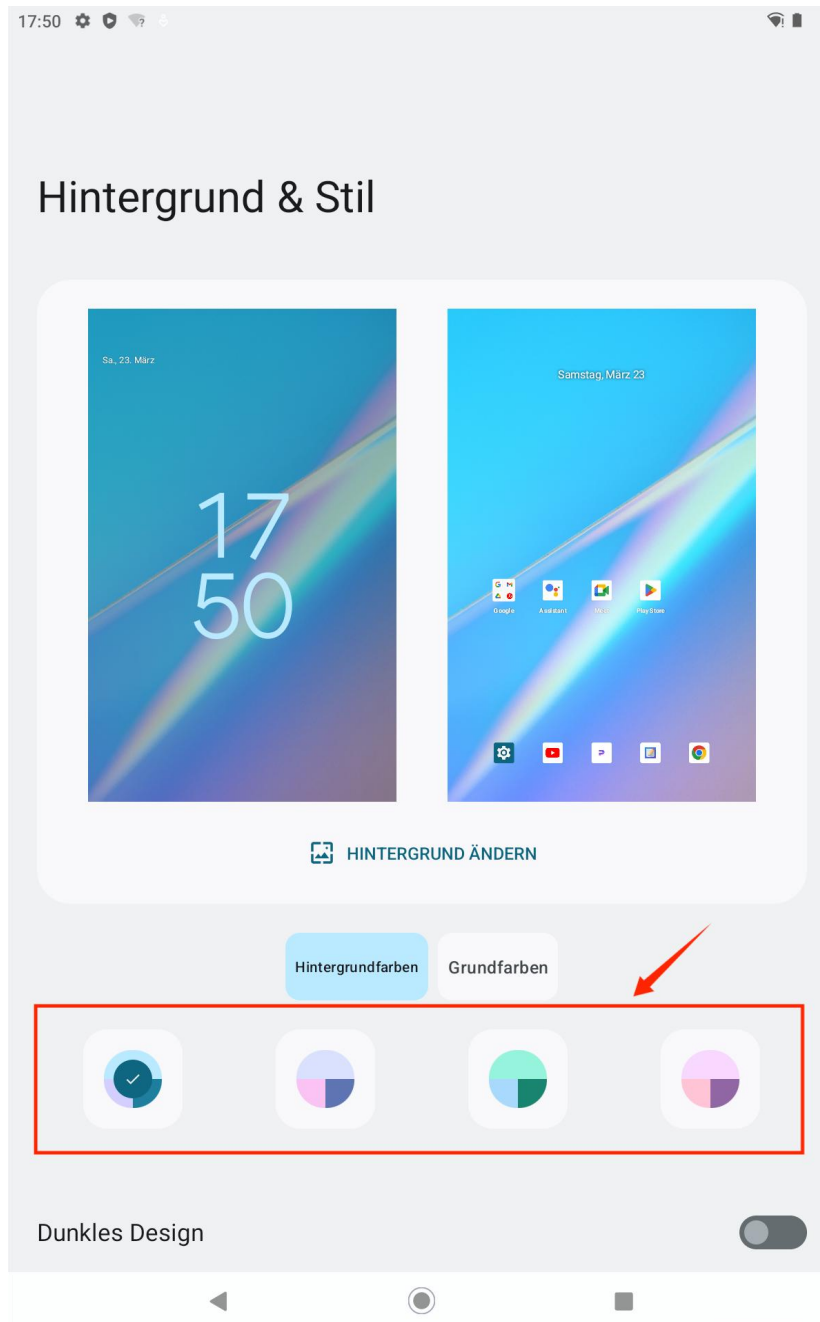 17:50
Hintergrund & Stil
Sa., 23. März
17
50
Samstag, März 23
Google Assistant Meet Play Store
HINTERGRUND ÄNDERN
Hintergrundfarben Grundfarben
Dunkles Design